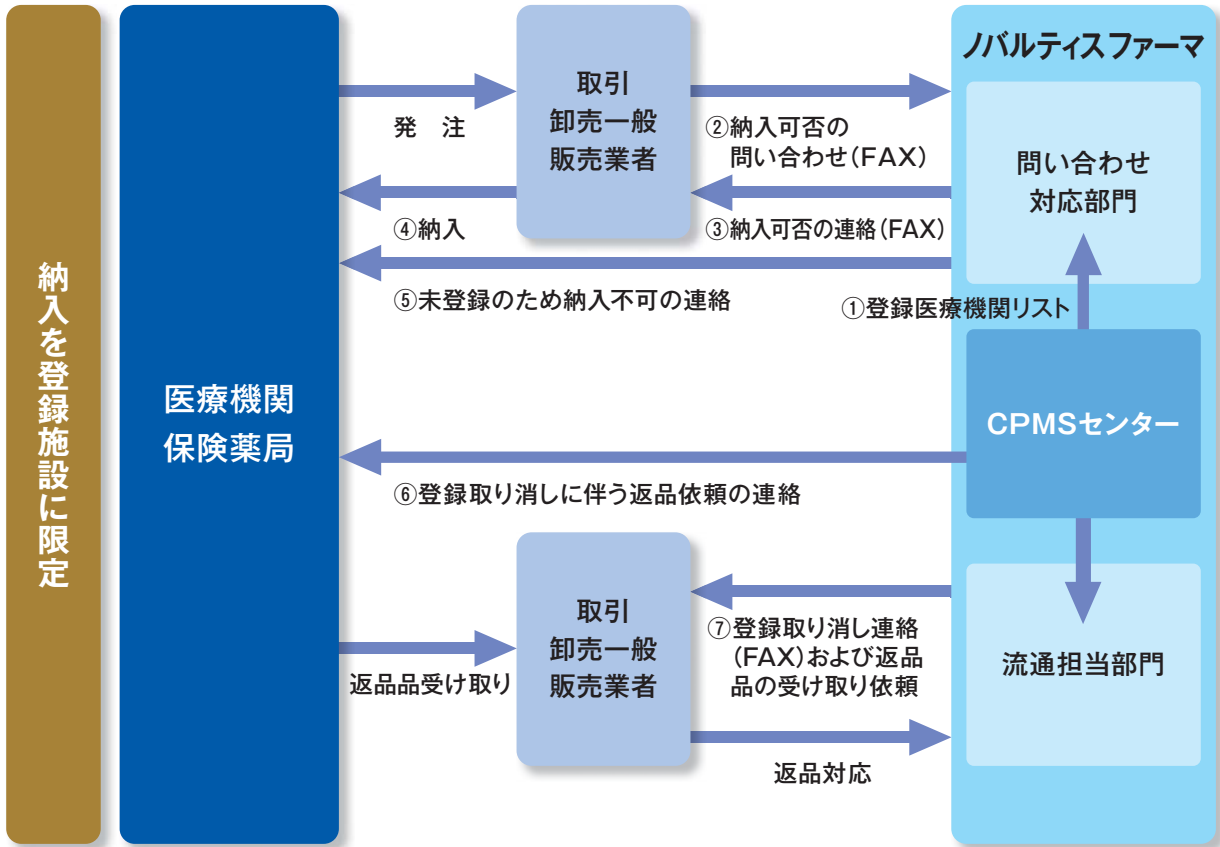 納入を登録施設に限定
医療機関
保険薬局
発　注
取引
卸売一般
販売業者
②納入可否の
問い合わせ（FAX）
③納入可否の連絡（FAX）
④納入
⑤未登録のため納入不可の連絡
ノバルティスファーマ
問い合わせ
対応部門
①登録医療機関リスト
CPMSセンター
⑥登録取り消しに伴う返品依頼の連絡
返品品受け取り
取引
卸売一般
販売業者
⑦登録取り消し連絡
（FAX）および返品
品の受け取り依頼
返品対応
流通担当部門